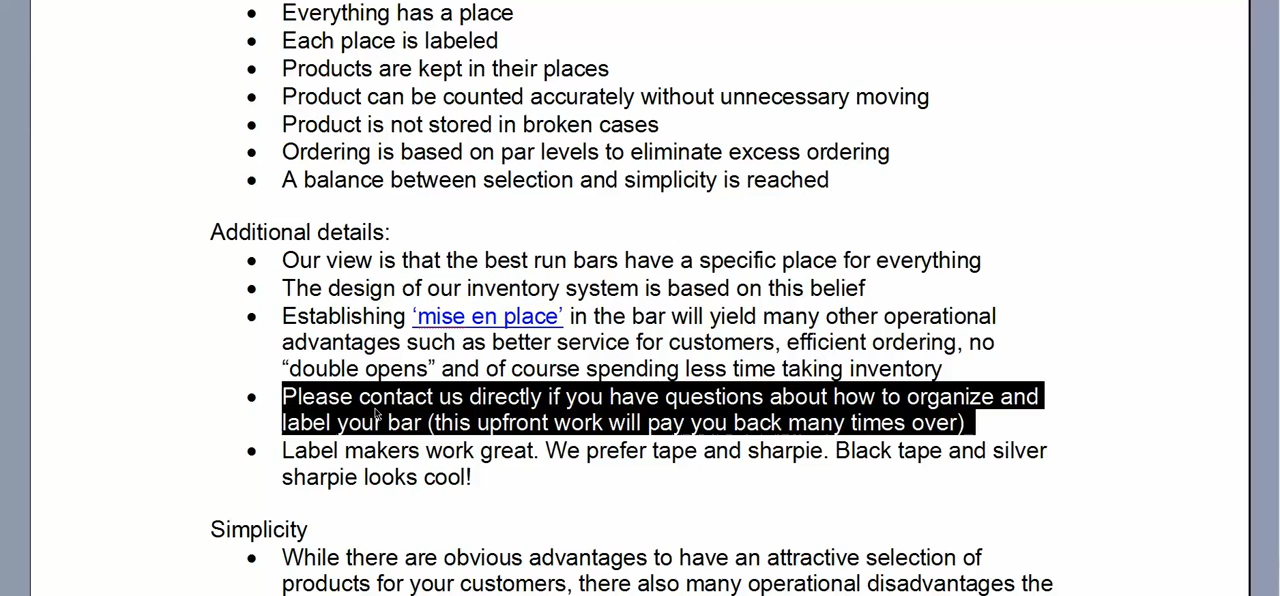 • Everything has a place
• Each place is labeled
• Products are kept in their places
• Product can be counted accurately without unnecessary moving
• Product is not stored in broken cases
• Ordering is based on par levels to eliminate excess ordering
• A balance between selection and simplicity is reached
Additional details:
• Our view is that the best run bars have a specific place for everything
• The design of our inventory system is based on this belief
• Establishing ‘mise en place’ in the bar will yield many other operational
advantages such as better service for customers, efficient ordering, no
“double opens” and of course spending less time taking inventory
• Please contact us directly if you have questions about how to organize and
label your bar (this upfront work will pay you back many times over)
• Label makers work great. We prefer tape and sharpie. Black tape and silver
sharpie looks cool!
Simplicity
• While there are obvious advantages to have an attractive selection of
products for your customers, there also many operational disadvantages the